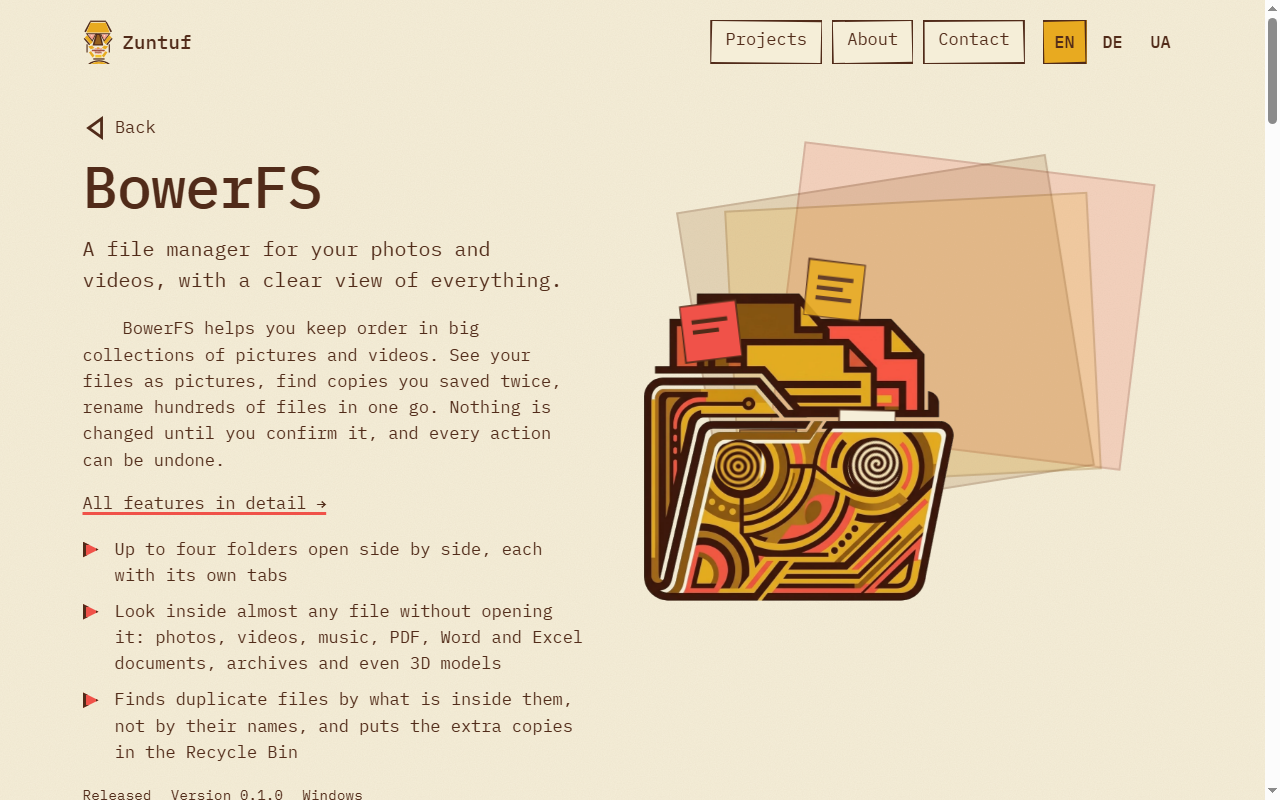 Zuntuf
Projects
About
Contact
EN
DE
UA
Back
BowerFS
A file manager for your photos and
videos, with a clear view of everything.
BowerFS helps you keep order in big
collections of pictures and videos. See your
files as pictures, find copies you saved twice,
rename hundreds of files in one go. Nothing is
changed until you confirm it, and every action
can be undone.
All features in detail →
Up to four folders open side by side, each
with its own tabs
Look inside almost any file without opening
it: photos, videos, music, PDF, Word and Excel
documents, archives and even 3D models
Finds duplicate files by what is inside them,
not by their names, and puts the extra copies
in the Recycle Bin
Released Version 0.1.0 Windows